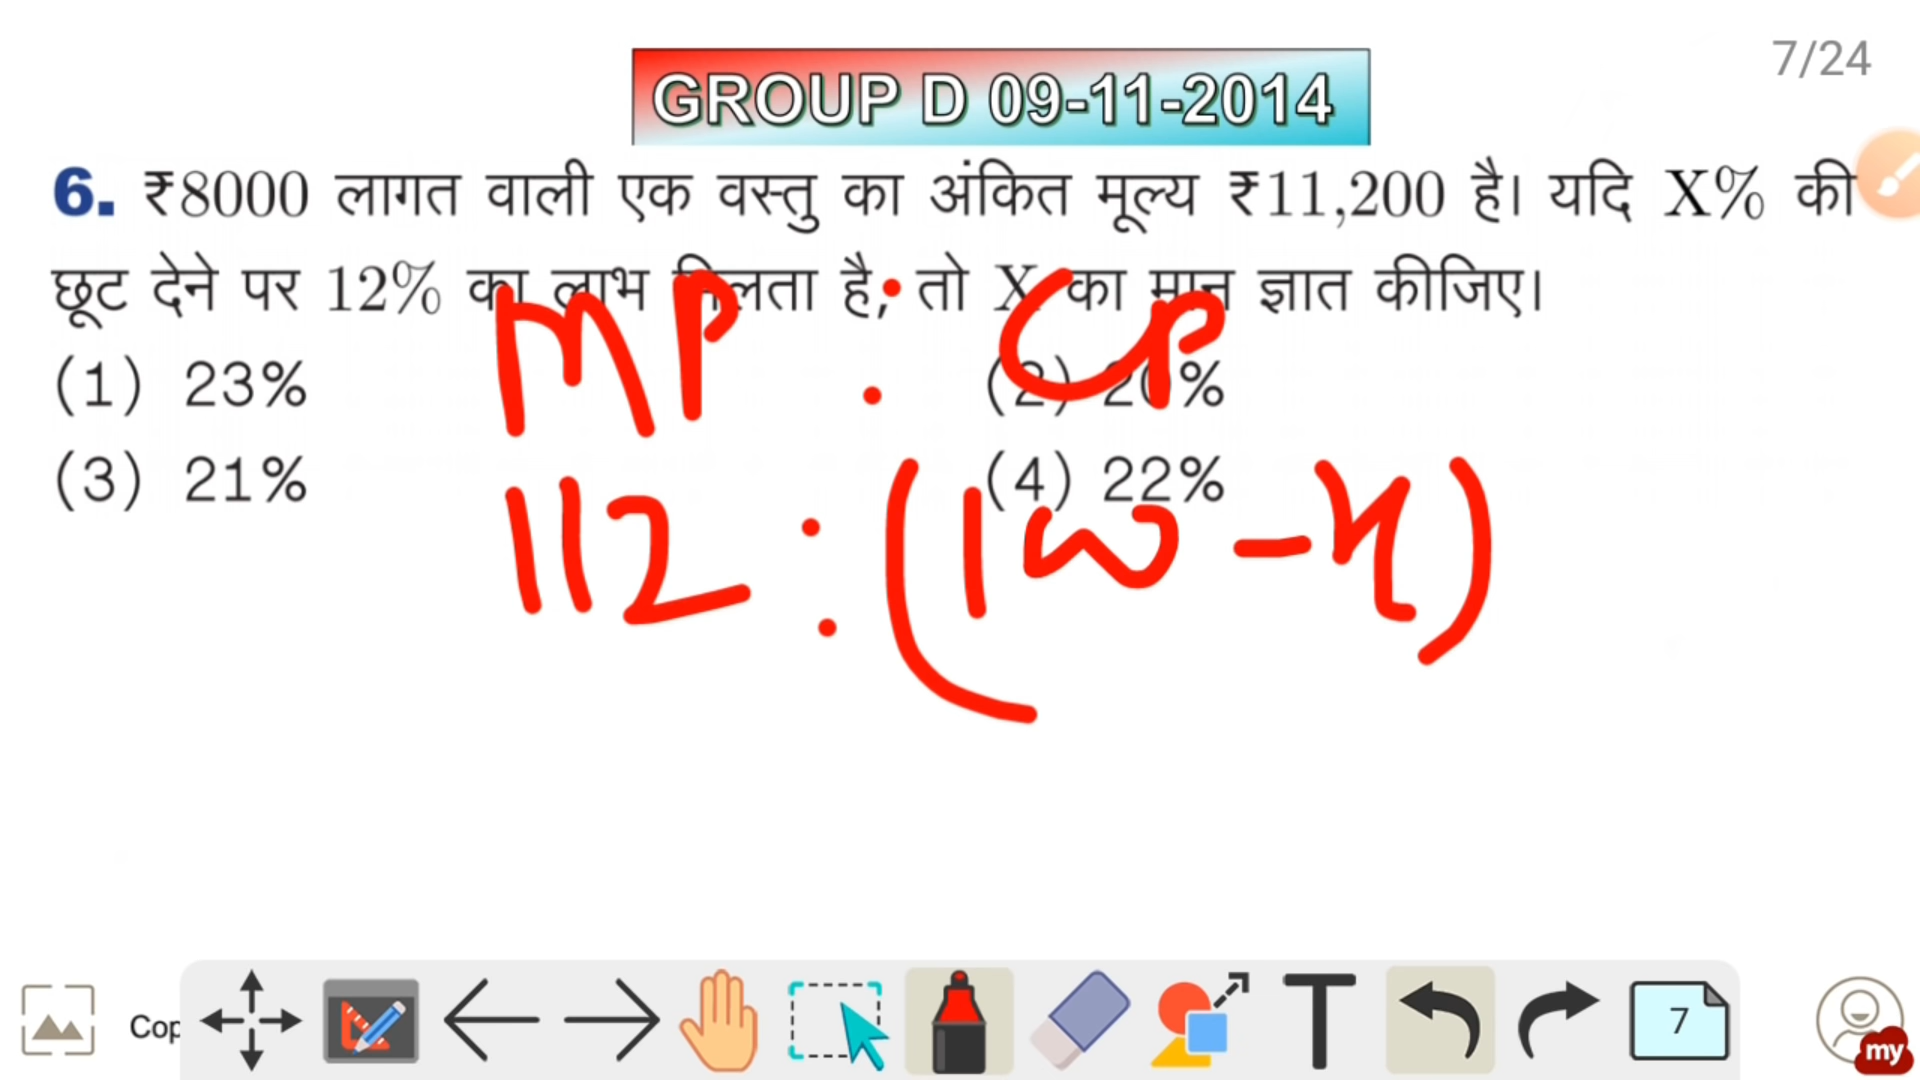 7/24
GROUP D 09-11-2014
6. ₹8000 लागत वाली एक वस्तु का अंकित मूल्य ₹11,200 है। यदि X% की
छूट देने पर 12% का लाभ मिलता है, तो X का मान ज्ञात कीजिए।
(1) 23% (2) 20%
(3) 21% (4) 22%
MP : CP
112 : (100 - x)
Cop
T
7
my